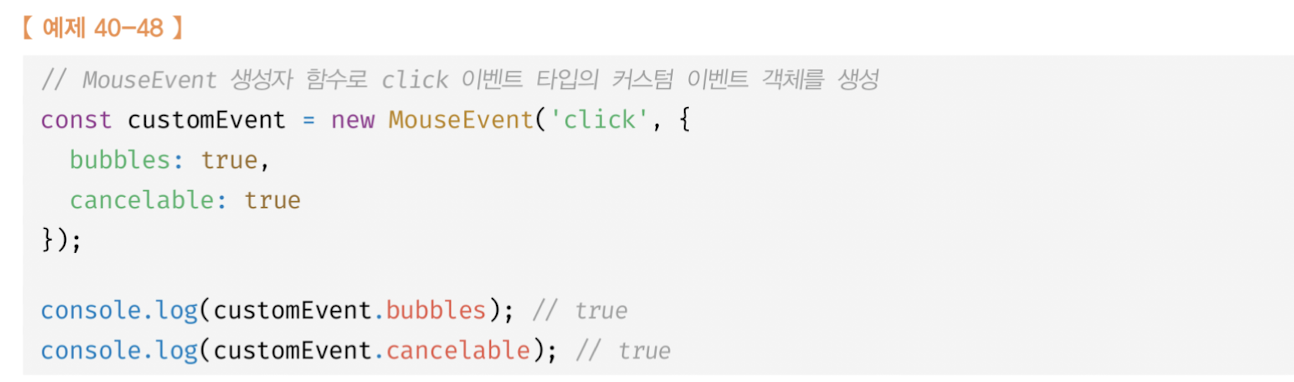 【 예제 40-48 】
// MouseEvent 생성자 함수로 click 이벤트 타입의 커스텀 이벤트 객체를 생성
const customEvent = new MouseEvent('click', {
  bubbles: true,
  cancelable: true
});
console.log(customEvent.bubbles); // true
console.log(customEvent.cancelable); // true